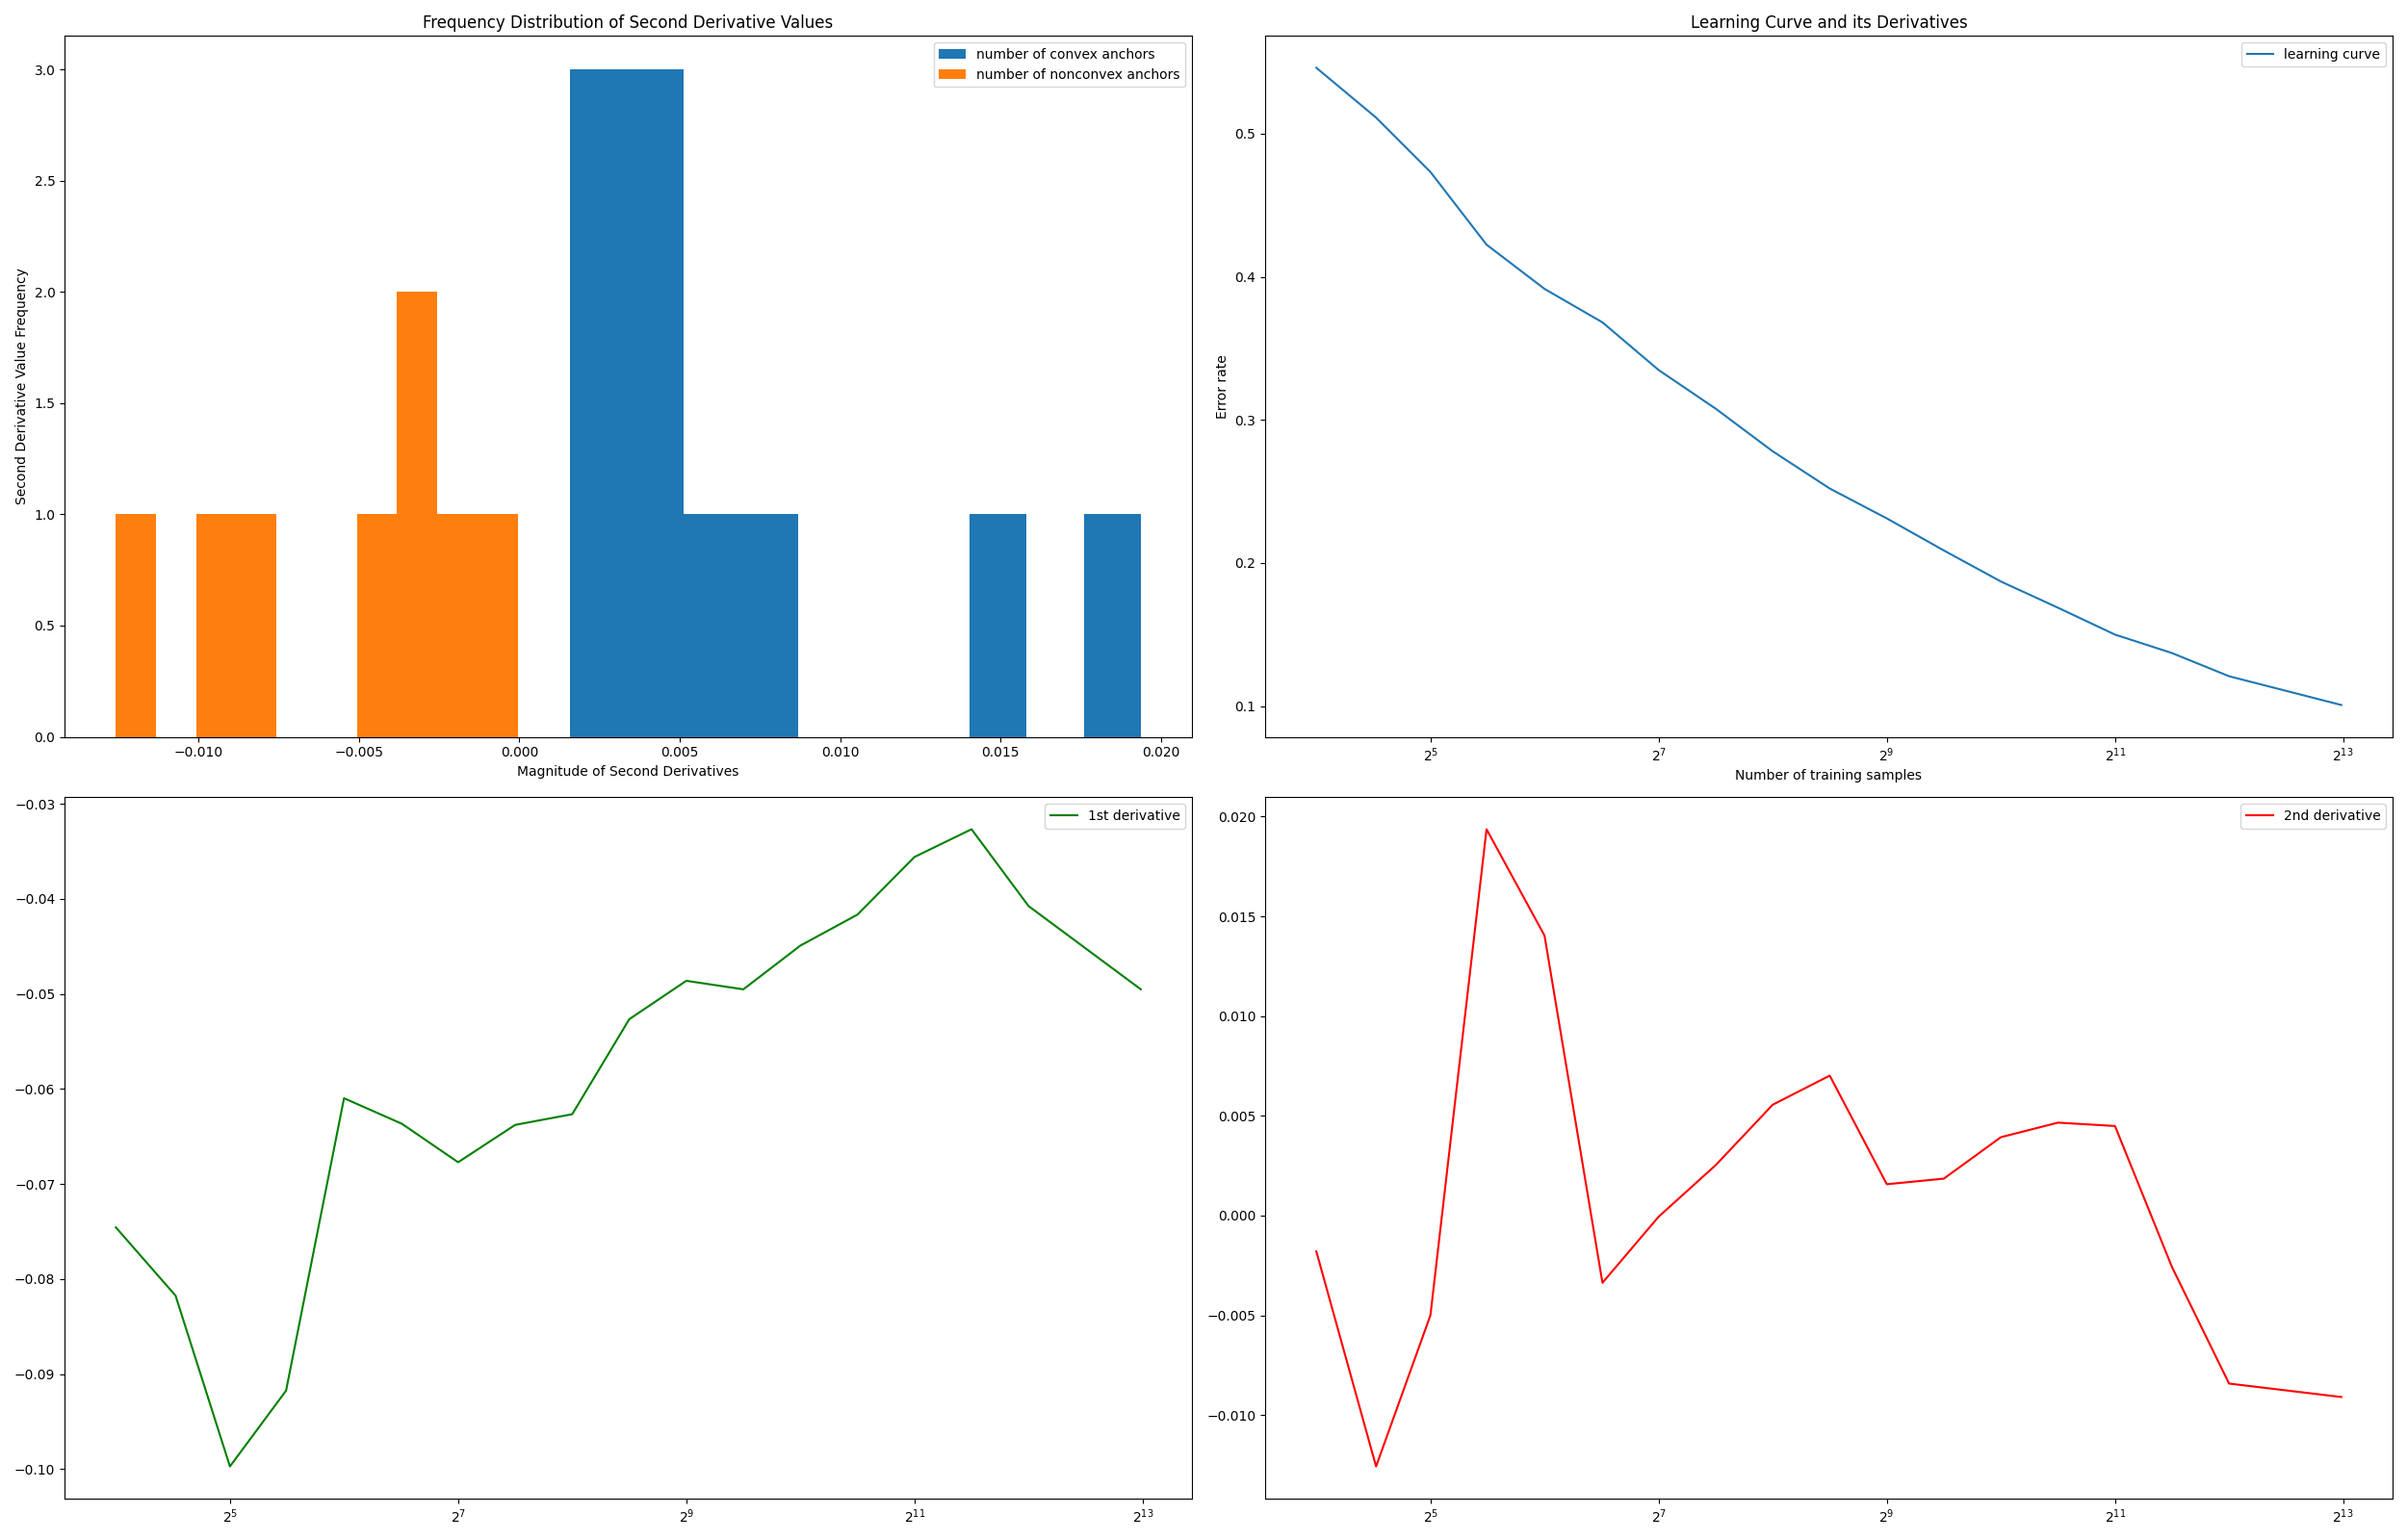 Frequency Distribution of Second Derivative Values
number of convex anchors
number of nonconvex anchors
Second Derivative Value Frequency
3.0
2.5
2.0
1.5
1.0
0.5
0.0
−0.010 −0.005 0.000 0.005 0.010 0.015 0.020
Magnitude of Second Derivatives
Learning Curve and its Derivatives
learning curve
Error rate
0.5
0.4
0.3
0.2
0.1
2^5 2^7 2^9 2^11 2^13
Number of training samples
1st derivative
−0.03
−0.04
−0.05
−0.06
−0.07
−0.08
−0.09
−0.10
2^5 2^7 2^9 2^11 2^13
2nd derivative
0.020
0.015
0.010
0.005
0.000
−0.005
−0.010
2^5 2^7 2^9 2^11 2^13